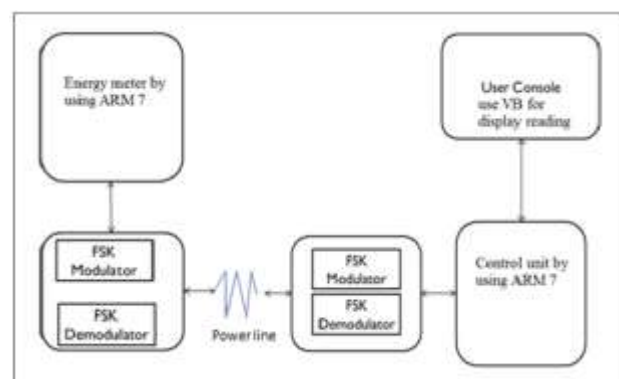 Energy meter by
using ARM 7
User Console
use VB for
display reading
FSK
Modulator
FSK
Demodulator
Power line
FSK
Modulator
FSK
Demodulator
Control unit by
using ARM 7